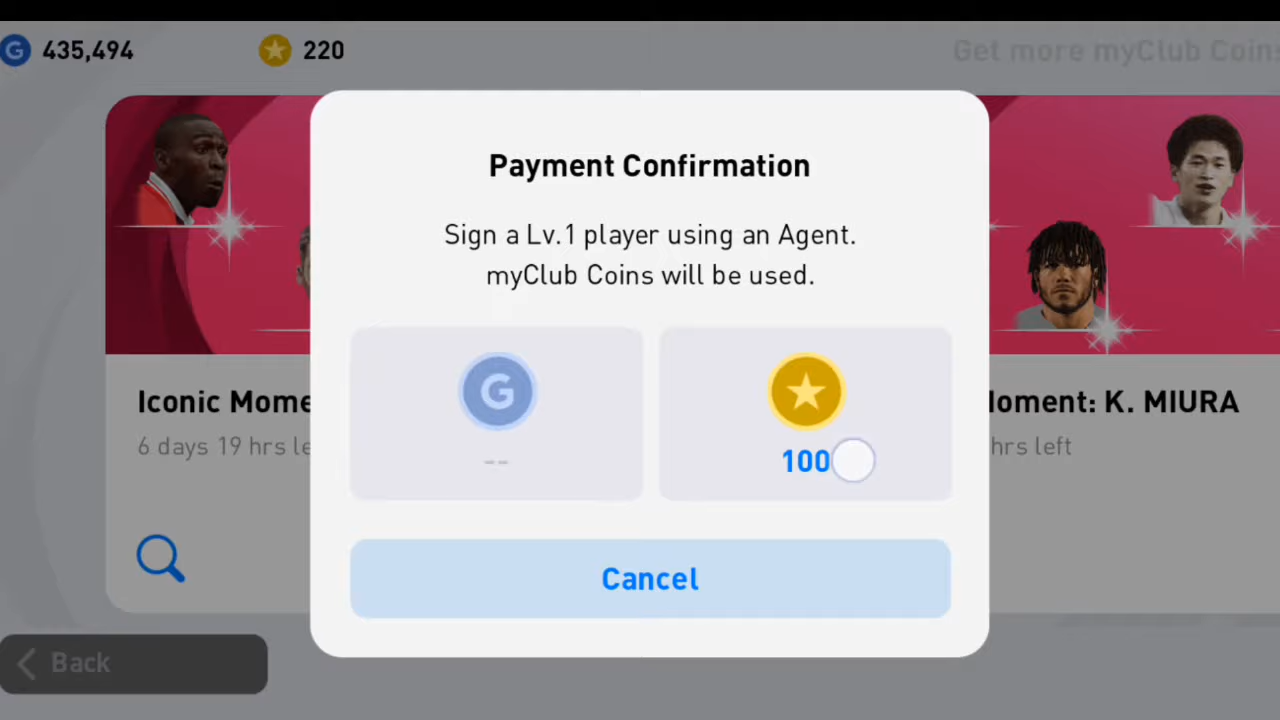 G 435,494
220
Get more myClub Coins
Payment Confirmation
Sign a Lv.1 player using an Agent.
myClub Coins will be used.
G
--
100
Cancel
Iconic Mome
6 days 19 hrs le
loment: K. MIURA
hrs left
Back